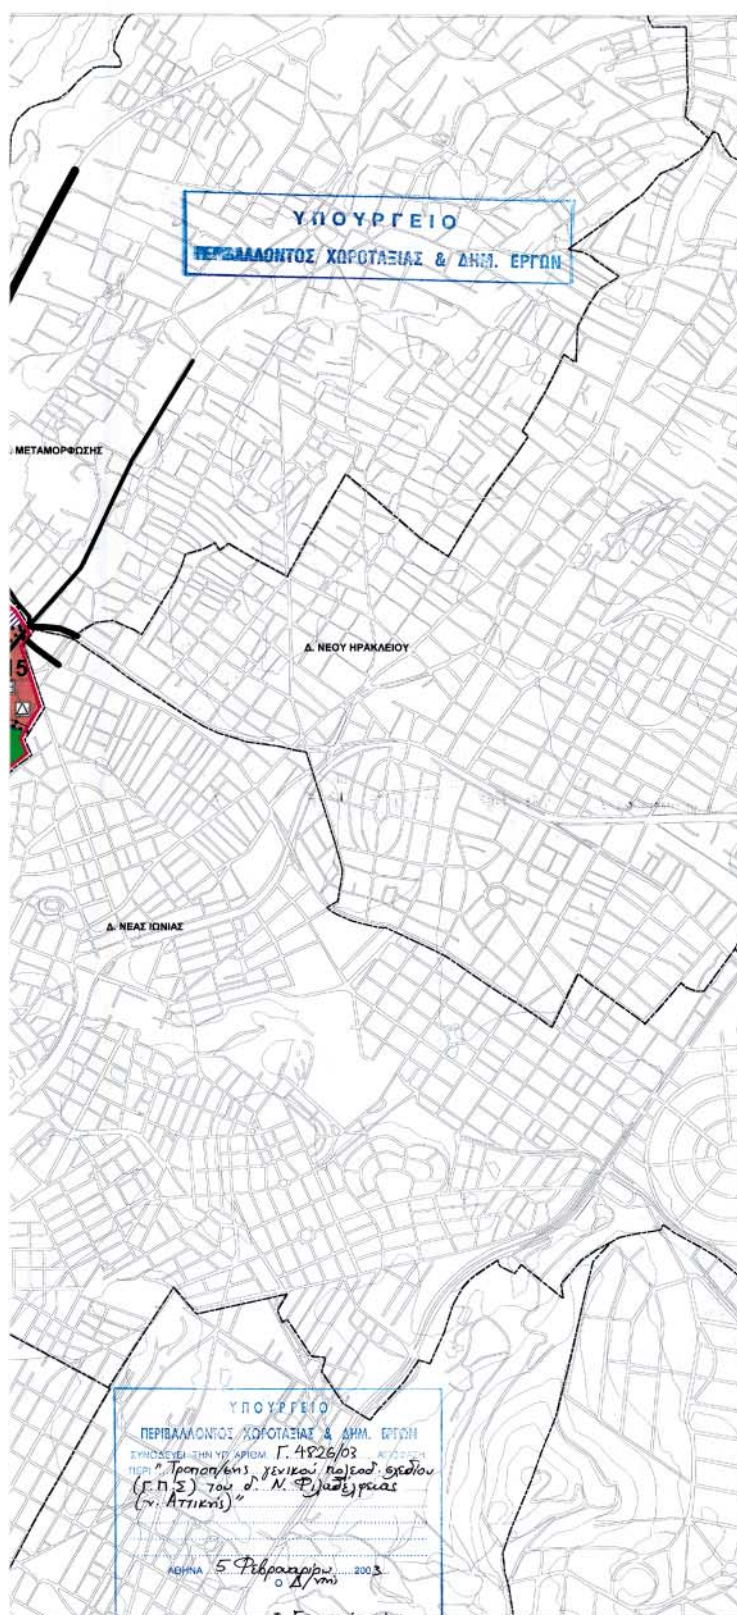 ΥΠΟΥΡΓΕΙΟ
ΠΕΡΙΒΑΛΛΟΝΤΟΣ ΧΩΡΟΤΑΞΙΑΣ & ΔΗΜ. ΕΡΓΩΝ
ΜΕΤΑΜΟΡΦΩΣΗΣ
Δ. ΝΕΟΥ ΗΡΑΚΛΕΙΟΥ
15
Δ. ΝΕΑΣ ΙΩΝΙΑΣ
ΥΠΟΥΡΓΕΙΟ
ΠΕΡΙΒΑΛΛΟΝΤΟΣ ΧΩΡΟΤΑΞΙΑΣ & ΔΗΜ. ΕΡΓΩΝ
ΣΥΝΟΔΕΥΕΙ ΤΗΝ ΥΠ' ΑΡΙΘΜ. Γ. 4826/03 ΑΠΟΦΑΣΗ
ΠΕΡΙ "Τροποπ/σης γενικού πολεοδ. σχεδίου
(Γ.Π.Σ) του δ. Ν. Φιλαδέλφειας
(ν. Αττικής)"
ΑΘΗΝΑ 5 Φεβρουαρίου 2003
Ο Δ/ντής